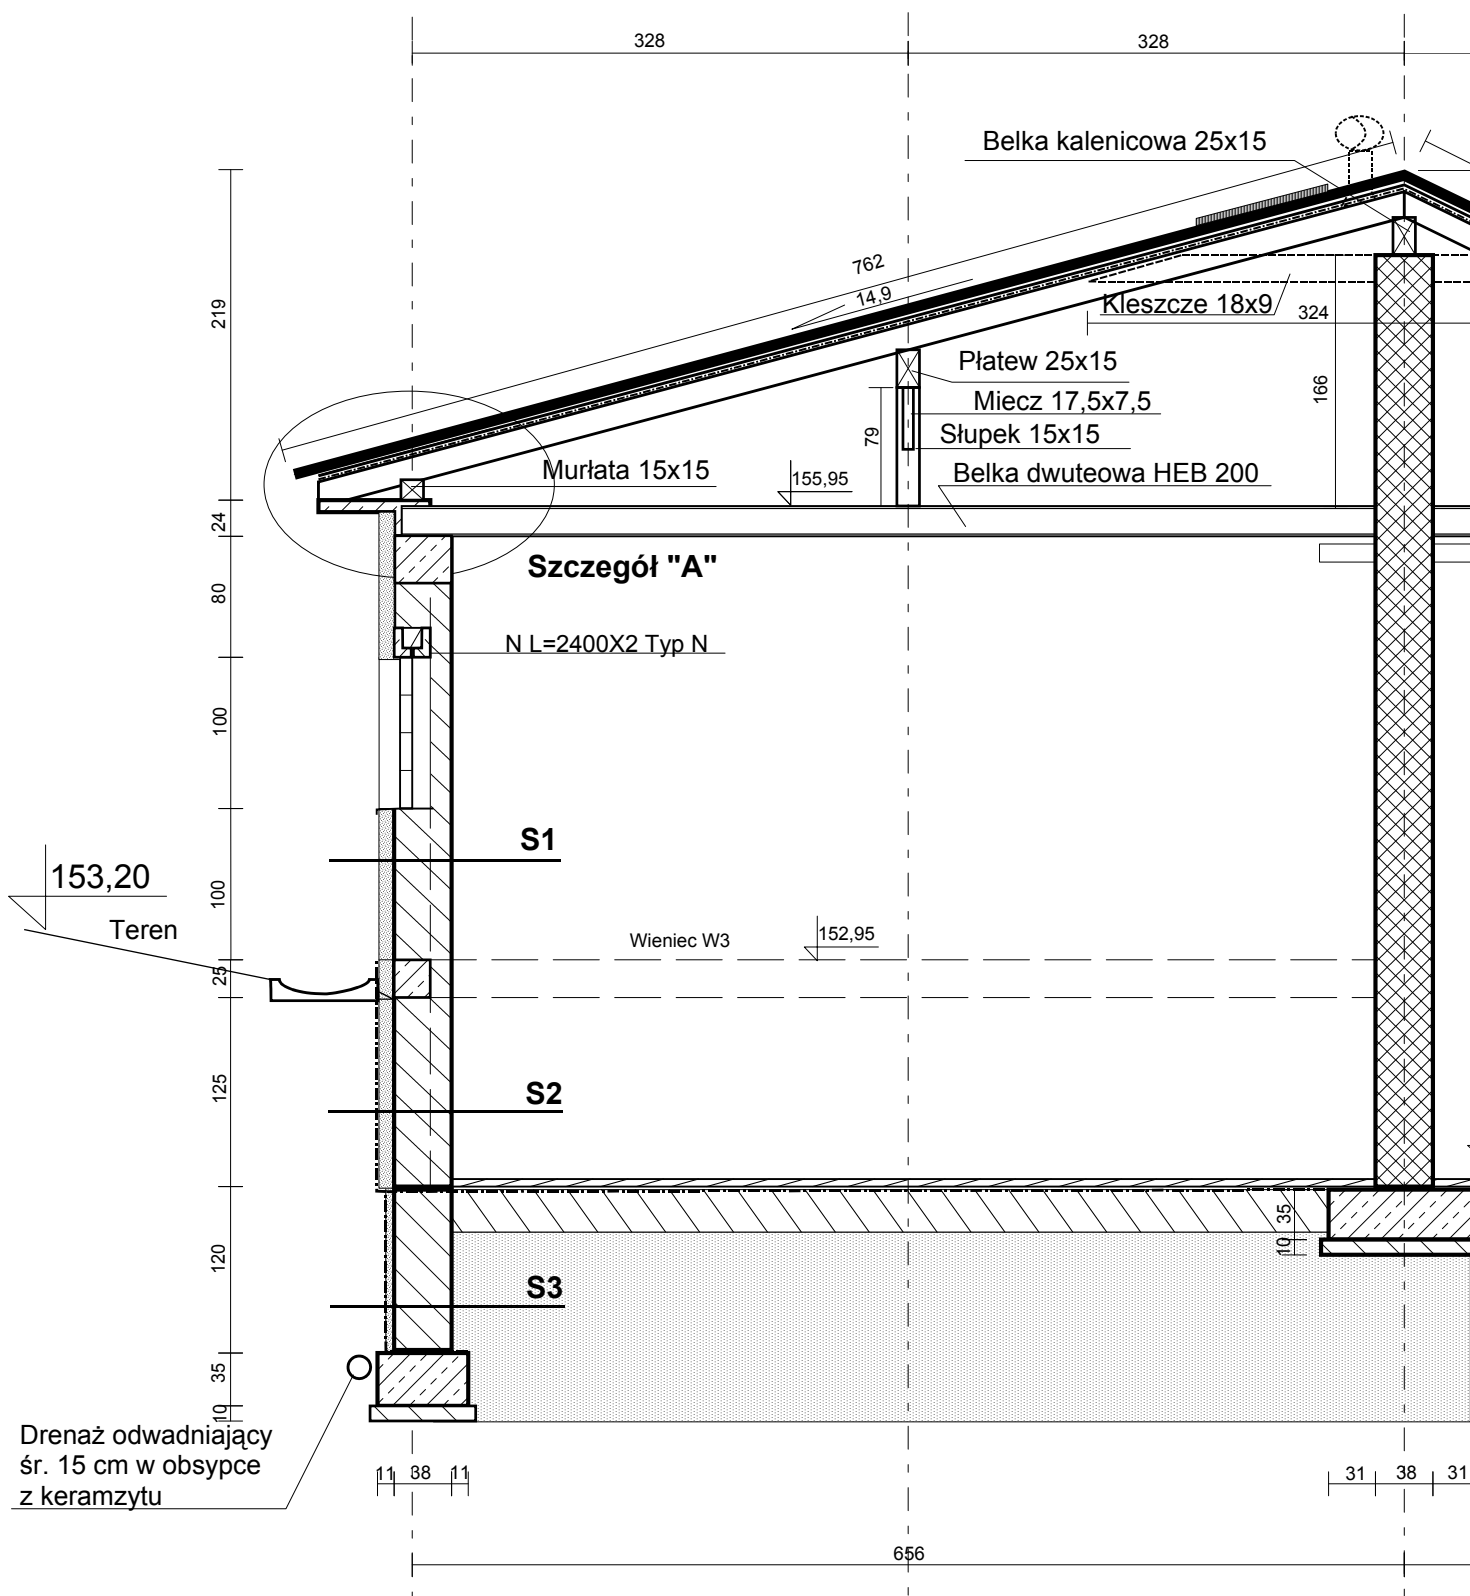 328
328
Belka kalenicowa 25x15
762
14,9
Kleszcze 18x9
324
219
Płatew 25x15
Miecz 17,5x7,5
166
79
Słupek 15x15
Murłata 15x15
155,95
Belka dwuteowa HEB 200
24
Szczegół "A"
80
N L=2400X2 Typ N
100
S1
153,20
100
Teren
Wieniec W3
152,95
25
125
S2
35
10
120
S3
35
10
Drenaż odwadniający
śr. 15 cm w obsypce
z keramzytu
11
38
11
31
38
31
656